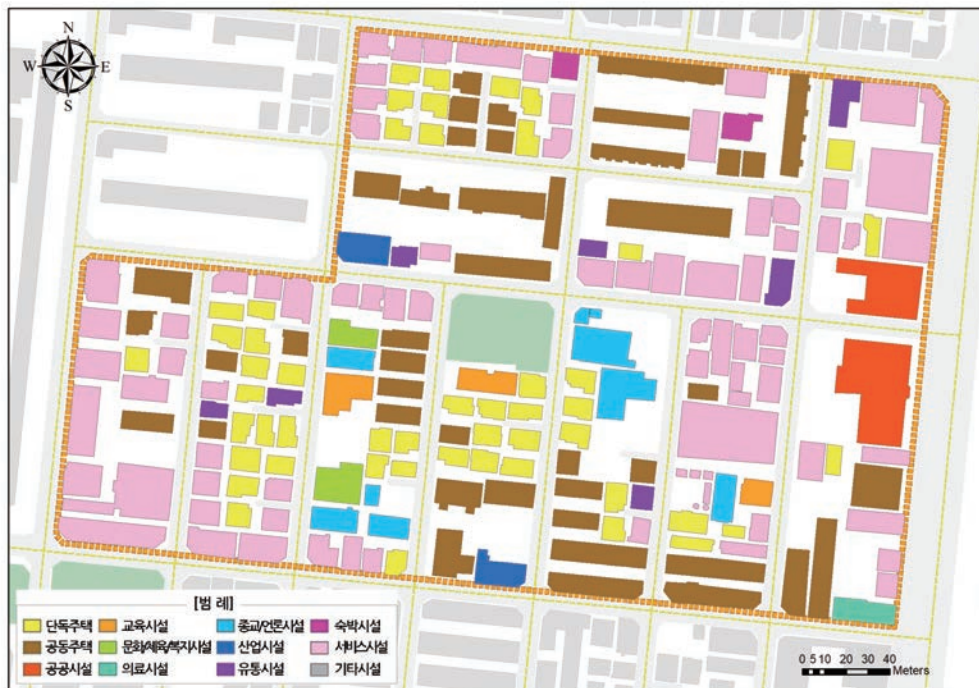 N
W E
S
[범 례]
단독주택 교육시설 종교/언론시설 숙박시설
공동주택 문화/체육/복지시설 산업시설 서비스시설
공공시설 의료시설 유통시설 기타시설
0 5 10 20 30 40
Meters